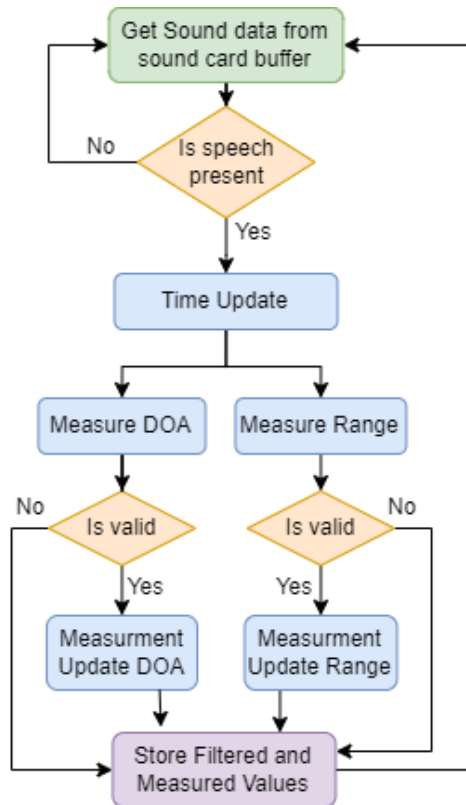 Get Sound data from
sound card buffer
No
Is speech
present
Yes
Time Update
Measure DOA
Measure Range
No
Is valid
Is valid
No
Yes
Yes
Measurment
Update DOA
Measurment
Update Range
Store Filtered and
Measured Values